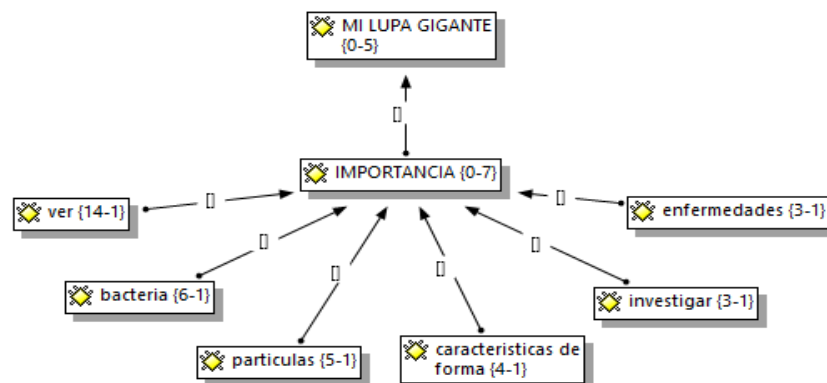 MI LUPA GIGANTE
{0-5}
[]
IMPORTANCIA {0-7}
[]
[]
ver {14-1}
enfermedades {3-1}
[]
[]
bacteria {6-1}
[]
[]
investigar {3-1}
particulas {5-1}
caracteristicas de
forma {4-1}